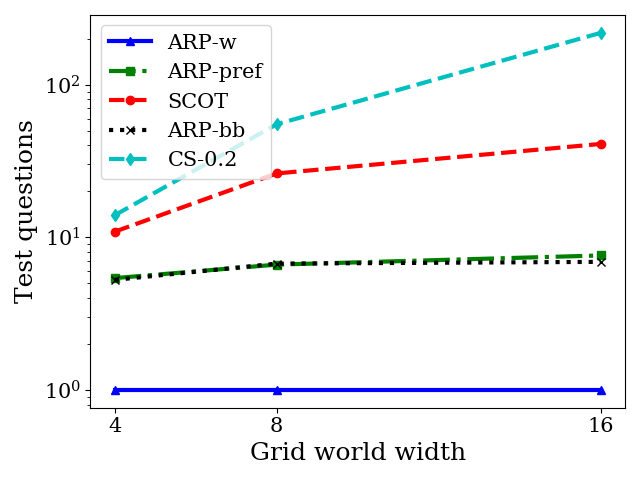 ARP-w
ARP-pref
SCOT
ARP-bb
CS-0.2
Test questions
10²
10¹
10⁰
4 8 16
Grid world width